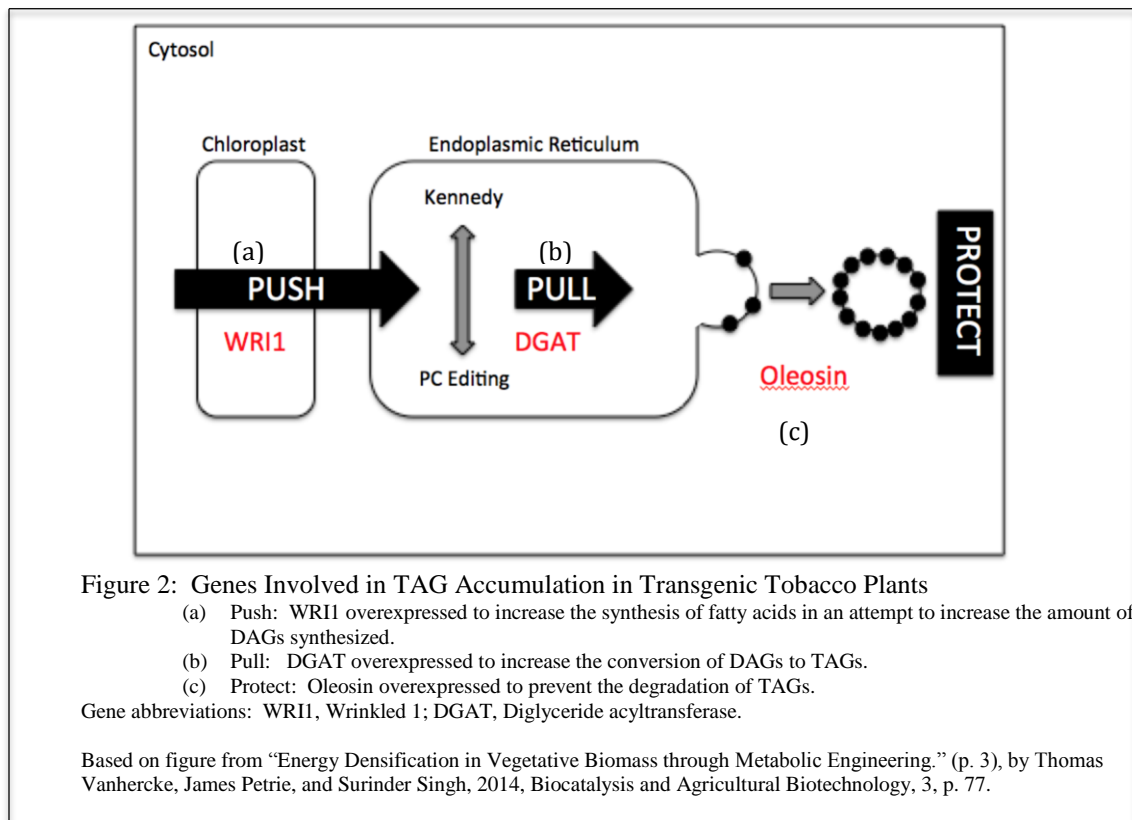 Cytosol
Chloroplast
Endoplasmic Reticulum
Kennedy
(a)
(b)
PUSH
PULL
WRI1
DGAT
PC Editing
Oleosin
(c)
PROTECT
Figure 2:  Genes Involved in TAG Accumulation in Transgenic Tobacco Plants
(a) Push:  WRI1 overexpressed to increase the synthesis of fatty acids in an attempt to increase the amount of
DAGs synthesized.
(b) Pull:  DGAT overexpressed to increase the conversion of DAGs to TAGs.
(c) Protect:  Oleosin overexpressed to prevent the degradation of TAGs.
Gene abbreviations:  WRI1, Wrinkled 1; DGAT, Diglyceride acyltransferase.
Based on figure from “Energy Densification in Vegetative Biomass through Metabolic Engineering.” (p. 3), by Thomas
Vanhercke, James Petrie, and Surinder Singh, 2014, Biocatalysis and Agricultural Biotechnology, 3, p. 77.